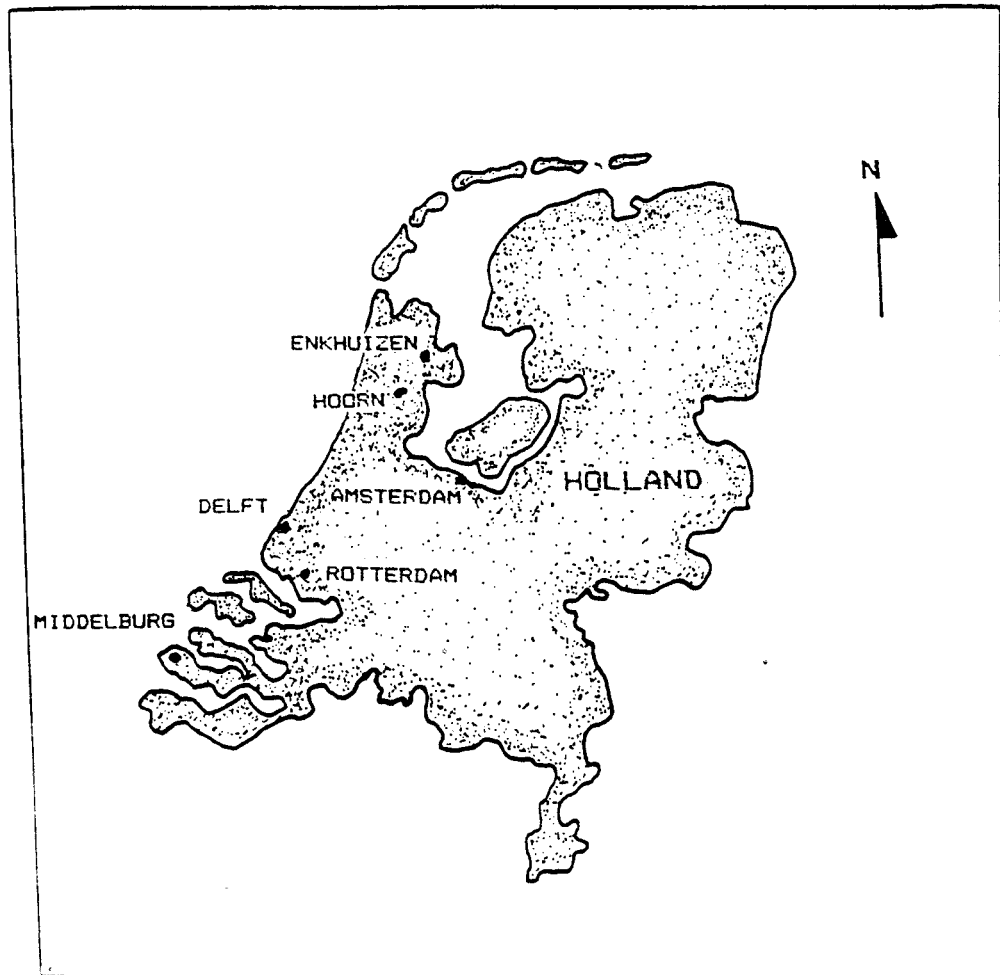 N
ENKHUIZEN
HOORN
HOLLAND
AMSTERDAM
DELFT
ROTTERDAM
MIDDELBURG